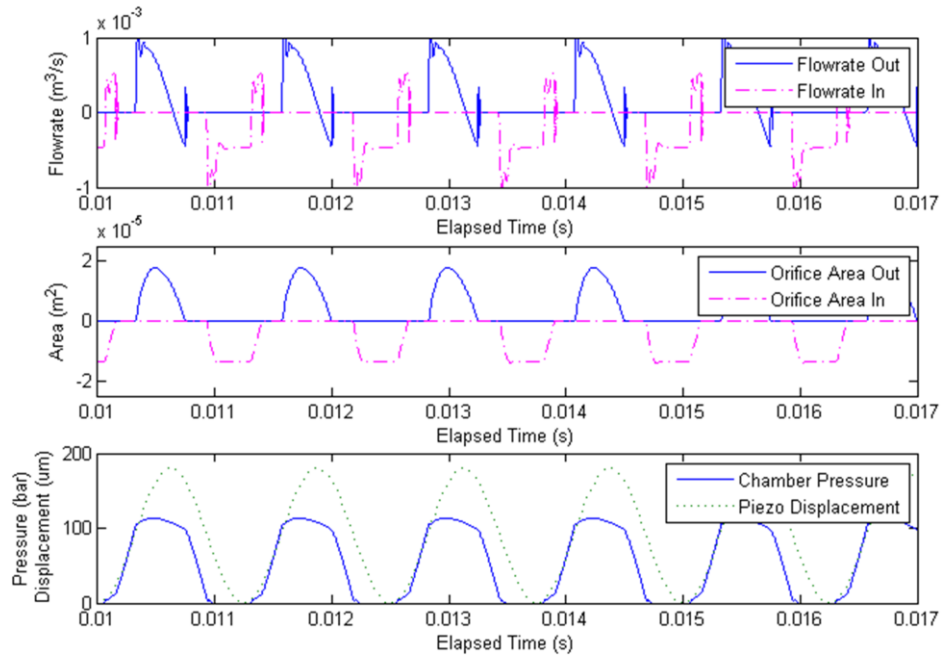 x 10⁻³
1
0
-1
Flowrate (m³/s)
Flowrate Out
Flowrate In
0.01 0.011 0.012 0.013 0.014 0.015 0.016 0.017
Elapsed Time (s)
x 10⁻⁵
2
0
-2
Area (m²)
Orifice Area Out
Orifice Area In
0.01 0.011 0.012 0.013 0.014 0.015 0.016 0.017
Elapsed Time (s)
200
100
0
Pressure (bar)
Displacement (um)
Chamber Pressure
Piezo Displacement
0.01 0.011 0.012 0.013 0.014 0.015 0.016 0.017
Elapsed Time (s)